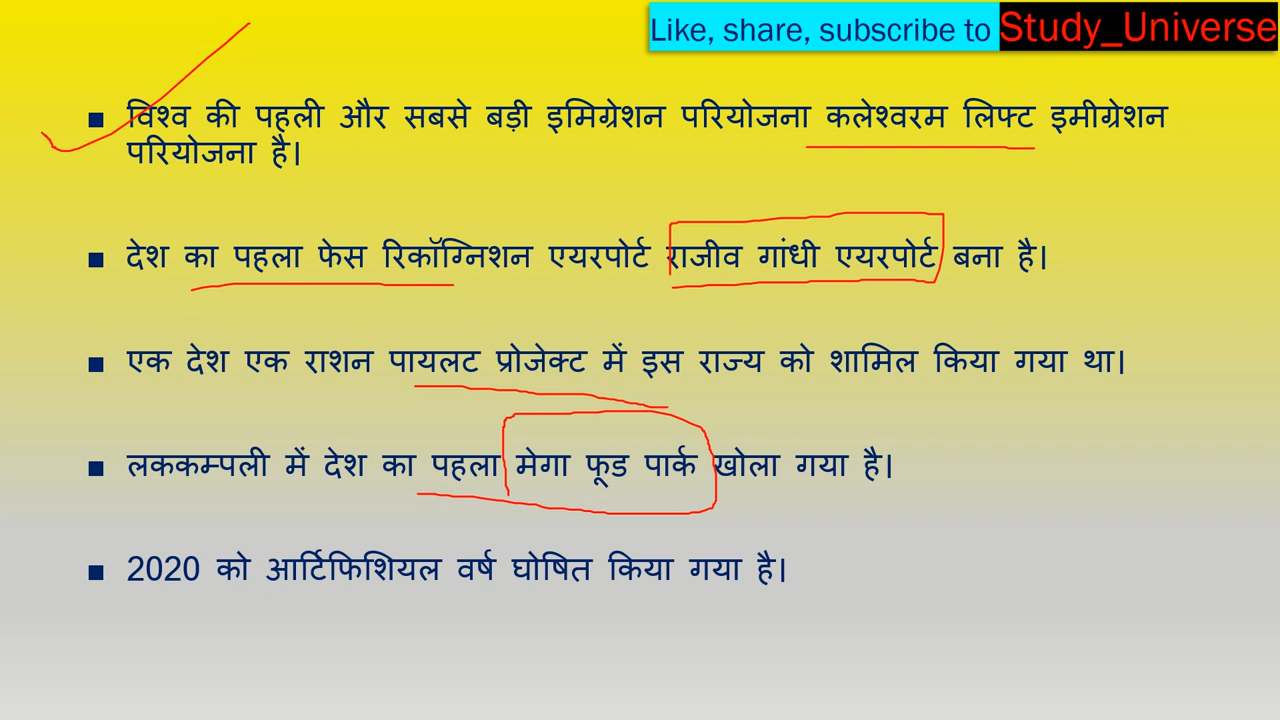 Like, share, subscribe to Study_Universe
▪ विश्व की पहली और सबसे बड़ी इमिग्रेशन परियोजना कलेश्वरम लिफ्ट इमीग्रेशन
परियोजना है।
▪ देश का पहला फेस रिकॉग्निशन एयरपोर्ट राजीव गांधी एयरपोर्ट बना है।
▪ एक देश एक राशन पायलट प्रोजेक्ट में इस राज्य को शामिल किया गया था।
▪ लककम्पली में देश का पहला मेगा फूड पार्क खोला गया है।
▪ 2020 को आर्टिफिशियल वर्ष घोषित किया गया है।